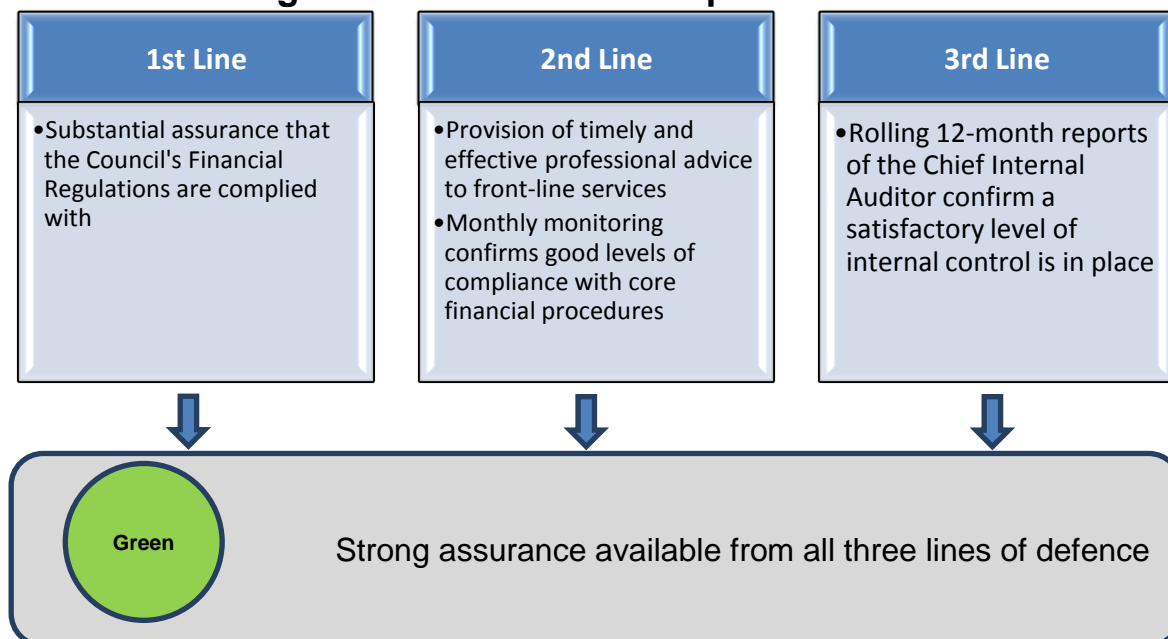 1st Line
•Substantial assurance that
the Council's Financial
Regulations are complied
with
2nd Line
•Provision of timely and
effective professional advice
to front-line services
•Monthly monitoring
confirms good levels of
compliance with core
financial procedures
3rd Line
•Rolling 12-month reports
of the Chief Internal
Auditor confirm a
satisfactory level of
internal control is in place
Green
Strong assurance available from all three lines of defence